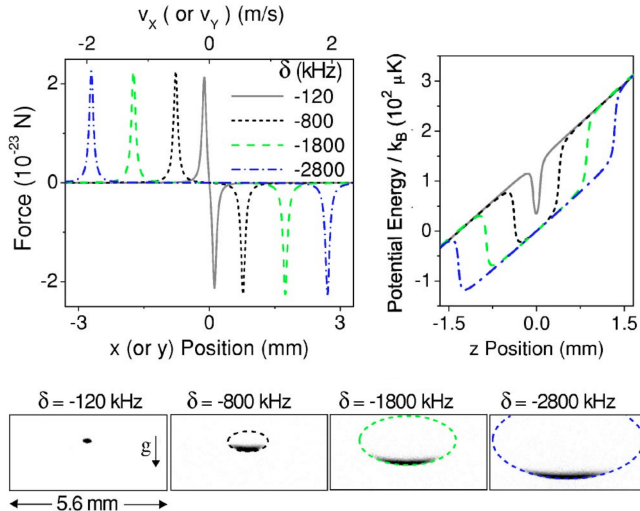 v_X ( or v_Y) (m/s)
-2 0 2
δ (kHz)
-120
-800
-1800
-2800
Force (10^-23 N)
2
0
-2
-3 0 3
x (or y) Position (mm)
Potential Energy / k_B (10^2 μK)
3
2
1
0
-1
-1.5 0.0 1.5
z Position (mm)
δ = -120 kHz δ = -800 kHz δ = -1800 kHz δ = -2800 kHz
g
5.6 mm